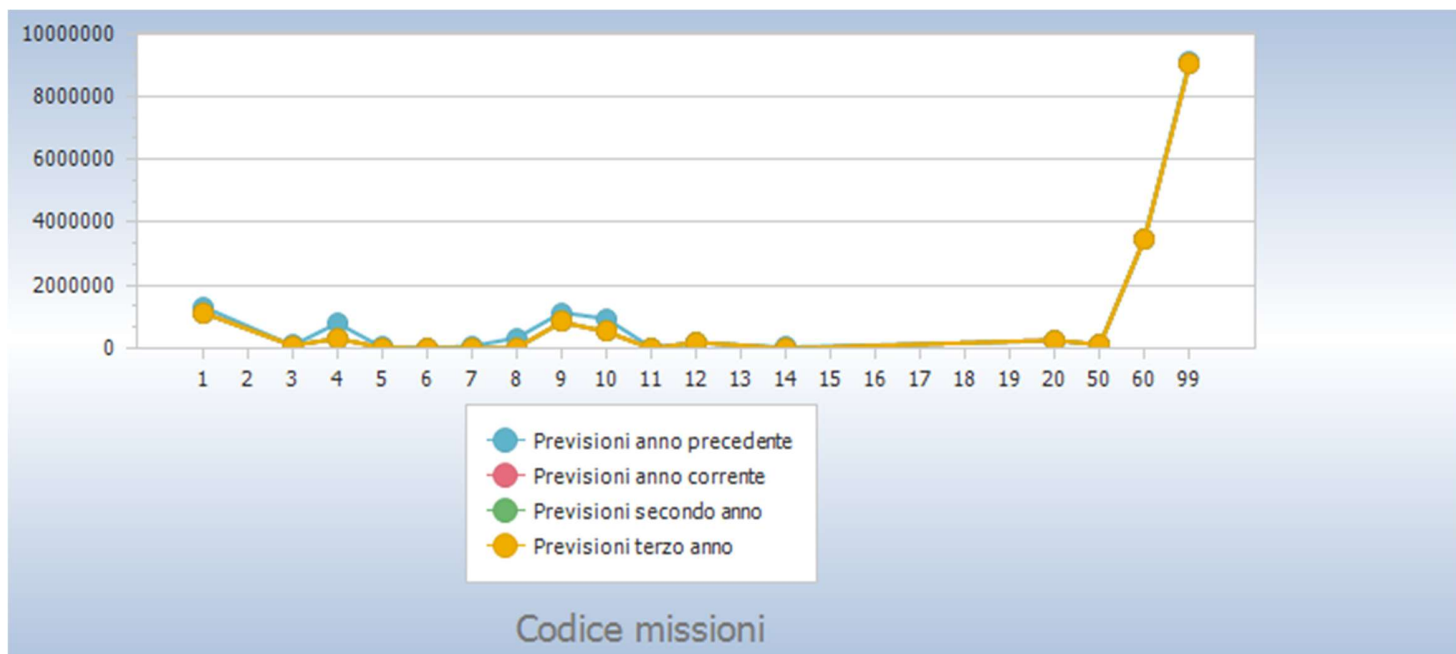 10000000
8000000
6000000
4000000
2000000
0
1 2 3 4 5 6 7 8 9 10 11 12 13 14 15 16 17 18 19 20 50 60 99
Previsioni anno precedente
Previsioni anno corrente
Previsioni secondo anno
Previsioni terzo anno
Codice missioni